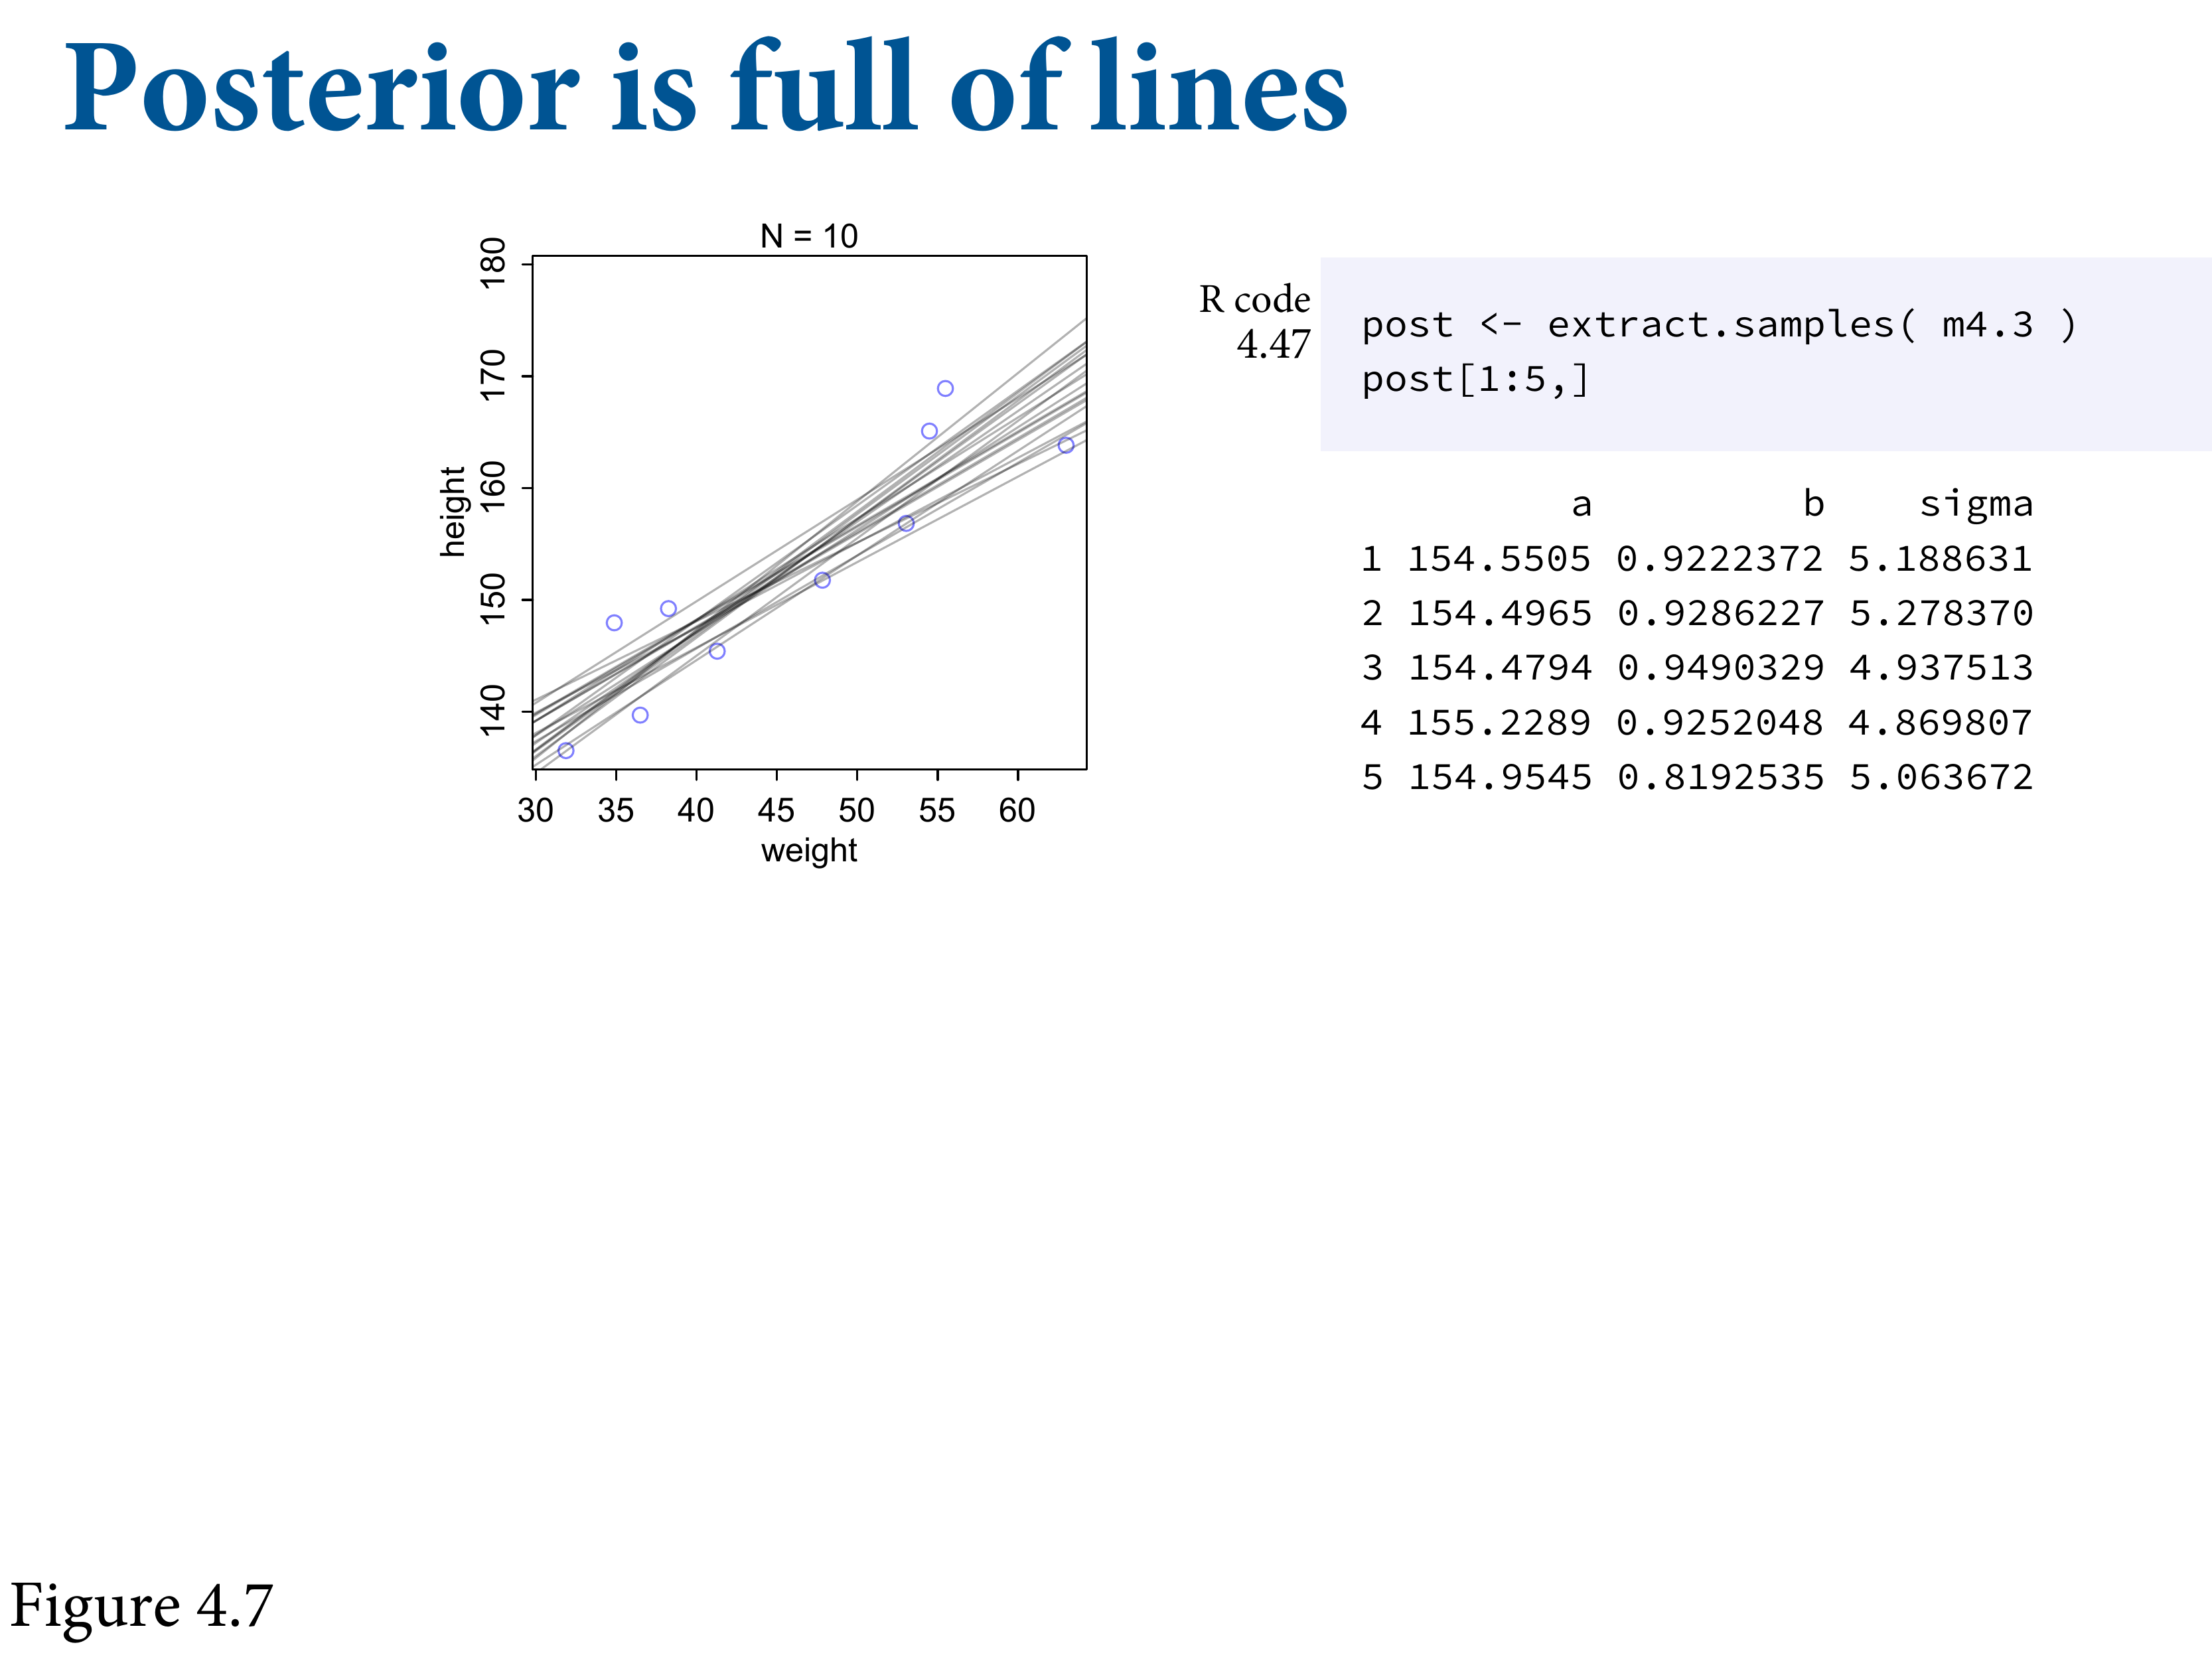 Posterior is full of lines
N = 10
180
170
160
150
140
height
30 35 40 45 50 55 60
weight
R code
4.47
post <- extract.samples( m4.3 )
post[1:5,]
a b sigma
1 154.5505 0.9222372 5.188631
2 154.4965 0.9286227 5.278370
3 154.4794 0.9490329 4.937513
4 155.2289 0.9252048 4.869807
5 154.9545 0.8192535 5.063672
Figure 4.7